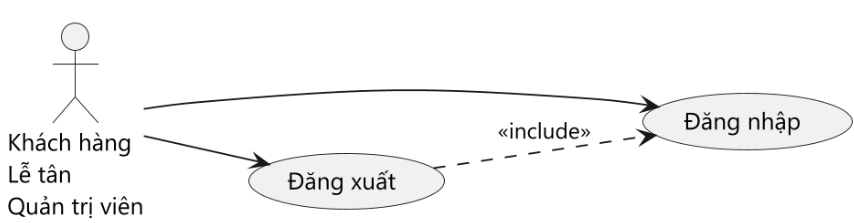 «include»
Đăng nhập
Khách hàng
Lễ tân
Quản trị viên
Đăng xuất